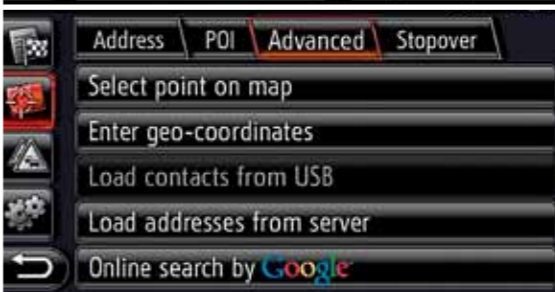 Address POI Advanced Stopover
Select point on map
Enter geo-coordinates
Load contacts from USB
Load addresses from server
Online search by Google